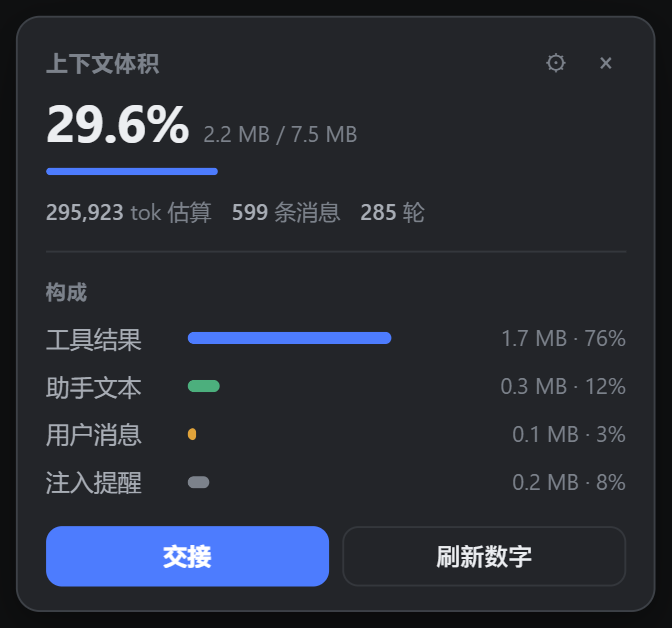 上下文体积
29.6% 2.2 MB / 7.5 MB
295,923 tok 估算 599 条消息 285 轮
构成
工具结果 1.7 MB · 76%
助手文本 0.3 MB · 12%
用户消息 0.1 MB · 3%
注入提醒 0.2 MB · 8%
交接 刷新数字